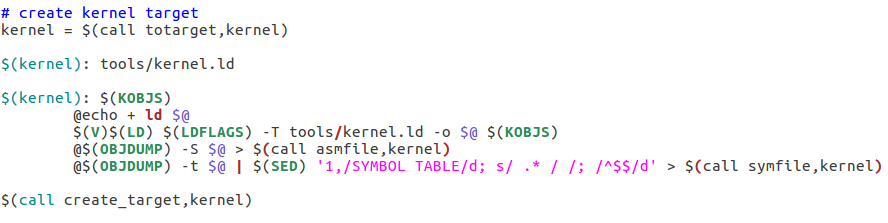 # create kernel target
kernel = $(call totarget,kernel)
$(kernel): tools/kernel.ld
$(kernel): $(KOBJS)
@echo + ld $@
$(V)$(LD) $(LDFLAGS) -T tools/kernel.ld -o $@ $(KOBJS)
@$(OBJDUMP) -S $@ > $(call asmfile,kernel)
@$(OBJDUMP) -t $@ | $(SED) '1,/SYMBOL TABLE/d; s/ .* / /; /^$$/d' > $(call symfile,kernel)
$(call create_target,kernel)